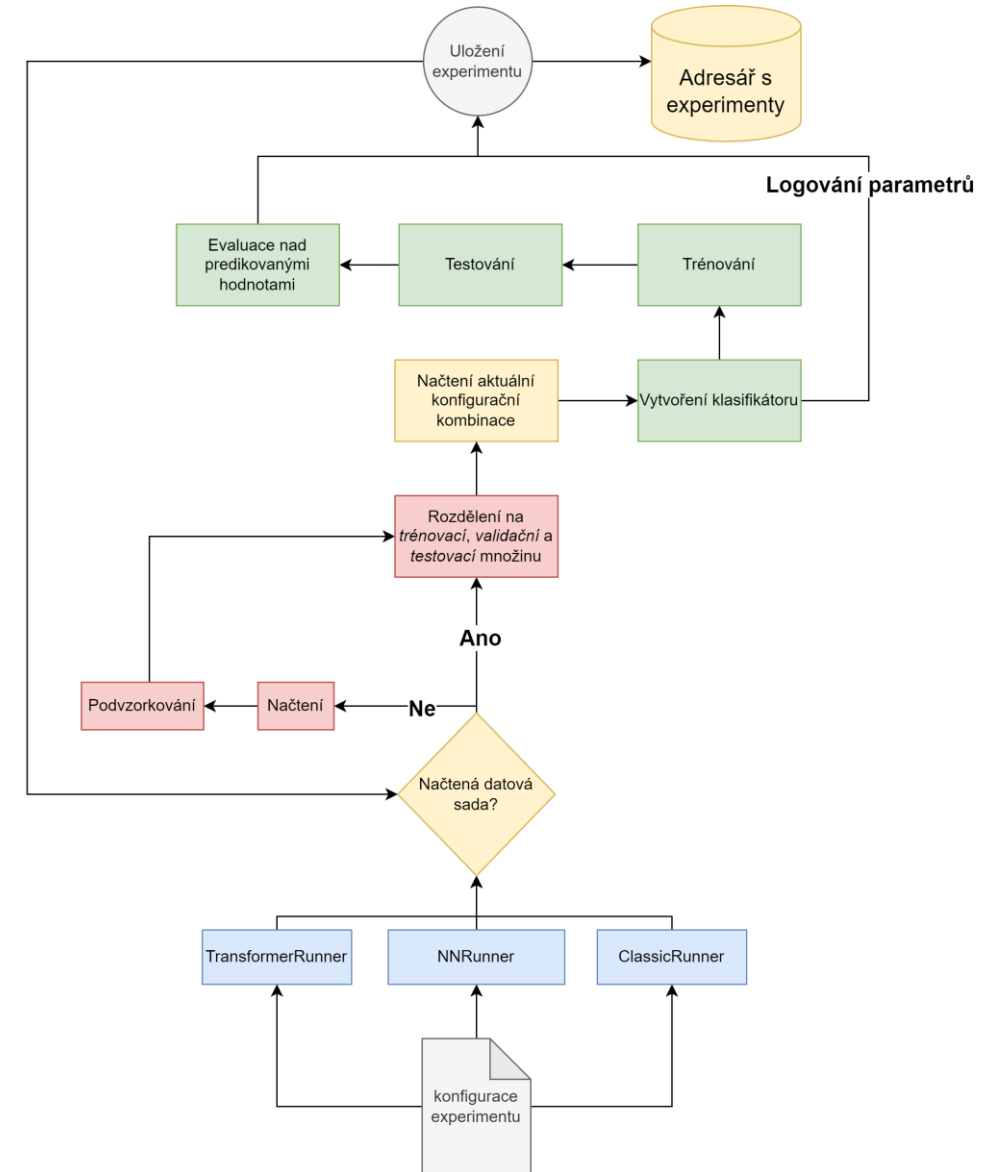 Uložení
experimentu
Adresář s
experimenty
Logování parametrů
Evaluace nad
predikovanými
hodnotami
Testování
Trénování
Načtení aktuální
konfigurační
kombinace
Vytvoření klasifikátoru
Rozdělení na
trénovací, validační a
testovací množinu
Ano
Podvzorkování
Načtení
Ne
Načtená datová
sada?
TransformerRunner
NNRunner
ClassicRunner
konfigurace
experimentu